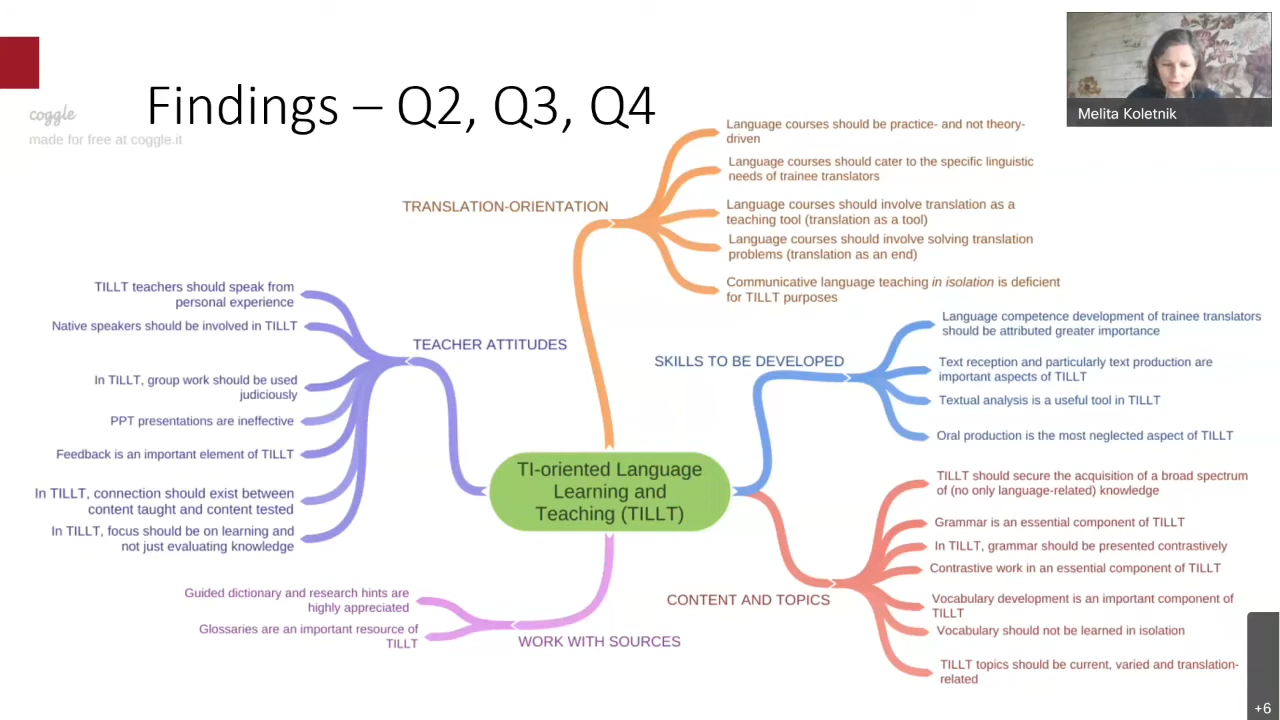 Findings – Q2, Q3, Q4
coggle
made for free at coggle.it
Melita Koletnik
TRANSLATION-ORIENTATION
Language courses should be practice- and not theory-
driven
Language courses should cater to the specific linguistic
needs of trainee translators
Language courses should involve translation as a
teaching tool (translation as a tool)
Language courses should involve solving translation
problems (translation as an end)
Communicative language teaching in isolation is deficient
for TILLT purposes
TEACHER ATTITUDES
TILLT teachers should speak from
personal experience
Native speakers should be involved in TILLT
In TILLT, group work should be used
judiciously
PPT presentations are ineffective
Feedback is an important element of TILLT
In TILLT, connection should exist between
content taught and content tested
In TILLT, focus should be on learning and
not just evaluating knowledge
SKILLS TO BE DEVELOPED
Language competence development of trainee translators
should be attributed greater importance
Text reception and particularly text production are
important aspects of TILLT
Textual analysis is a useful tool in TILLT
Oral production is the most neglected aspect of TILLT
TI-oriented Language
Learning and
Teaching (TILLT)
CONTENT AND TOPICS
TILLT should secure the acquisition of a broad spectrum
of (no only language-related) knowledge
Grammar is an essential component of TILLT
In TILLT, grammar should be presented contrastively
Contrastive work in an essential component of TILLT
Vocabulary development is an important component of
TILLT
Vocabulary should not be learned in isolation
TILLT topics should be current, varied and translation-
related
WORK WITH SOURCES
Guided dictionary and research hints are
highly appreciated
Glossaries are an important resource of
TILLT
+6